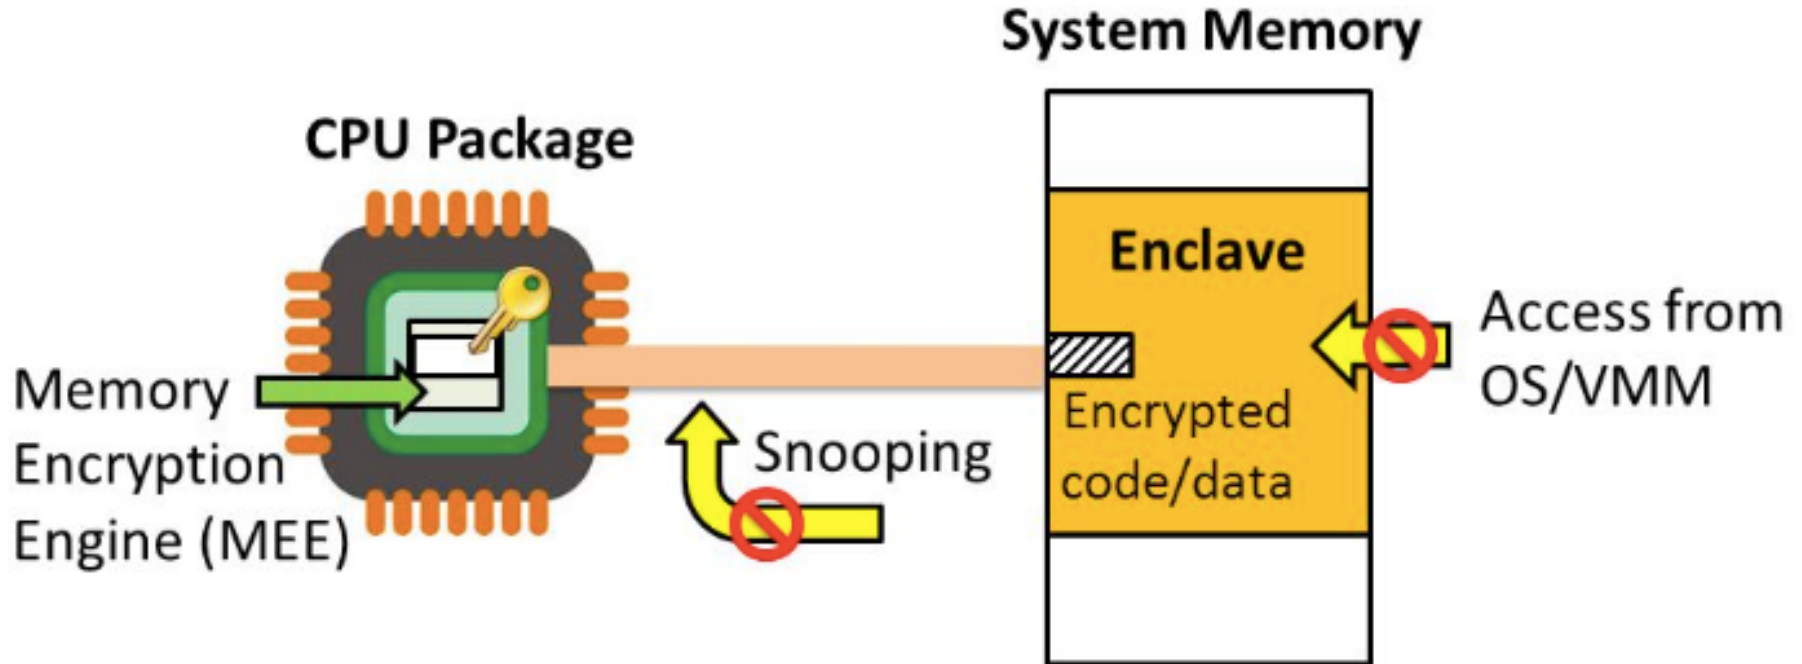 System Memory
CPU Package
Enclave
Access from
OS/VMM
Memory
Encryption
Engine (MEE)
Snooping
Encrypted
code/data